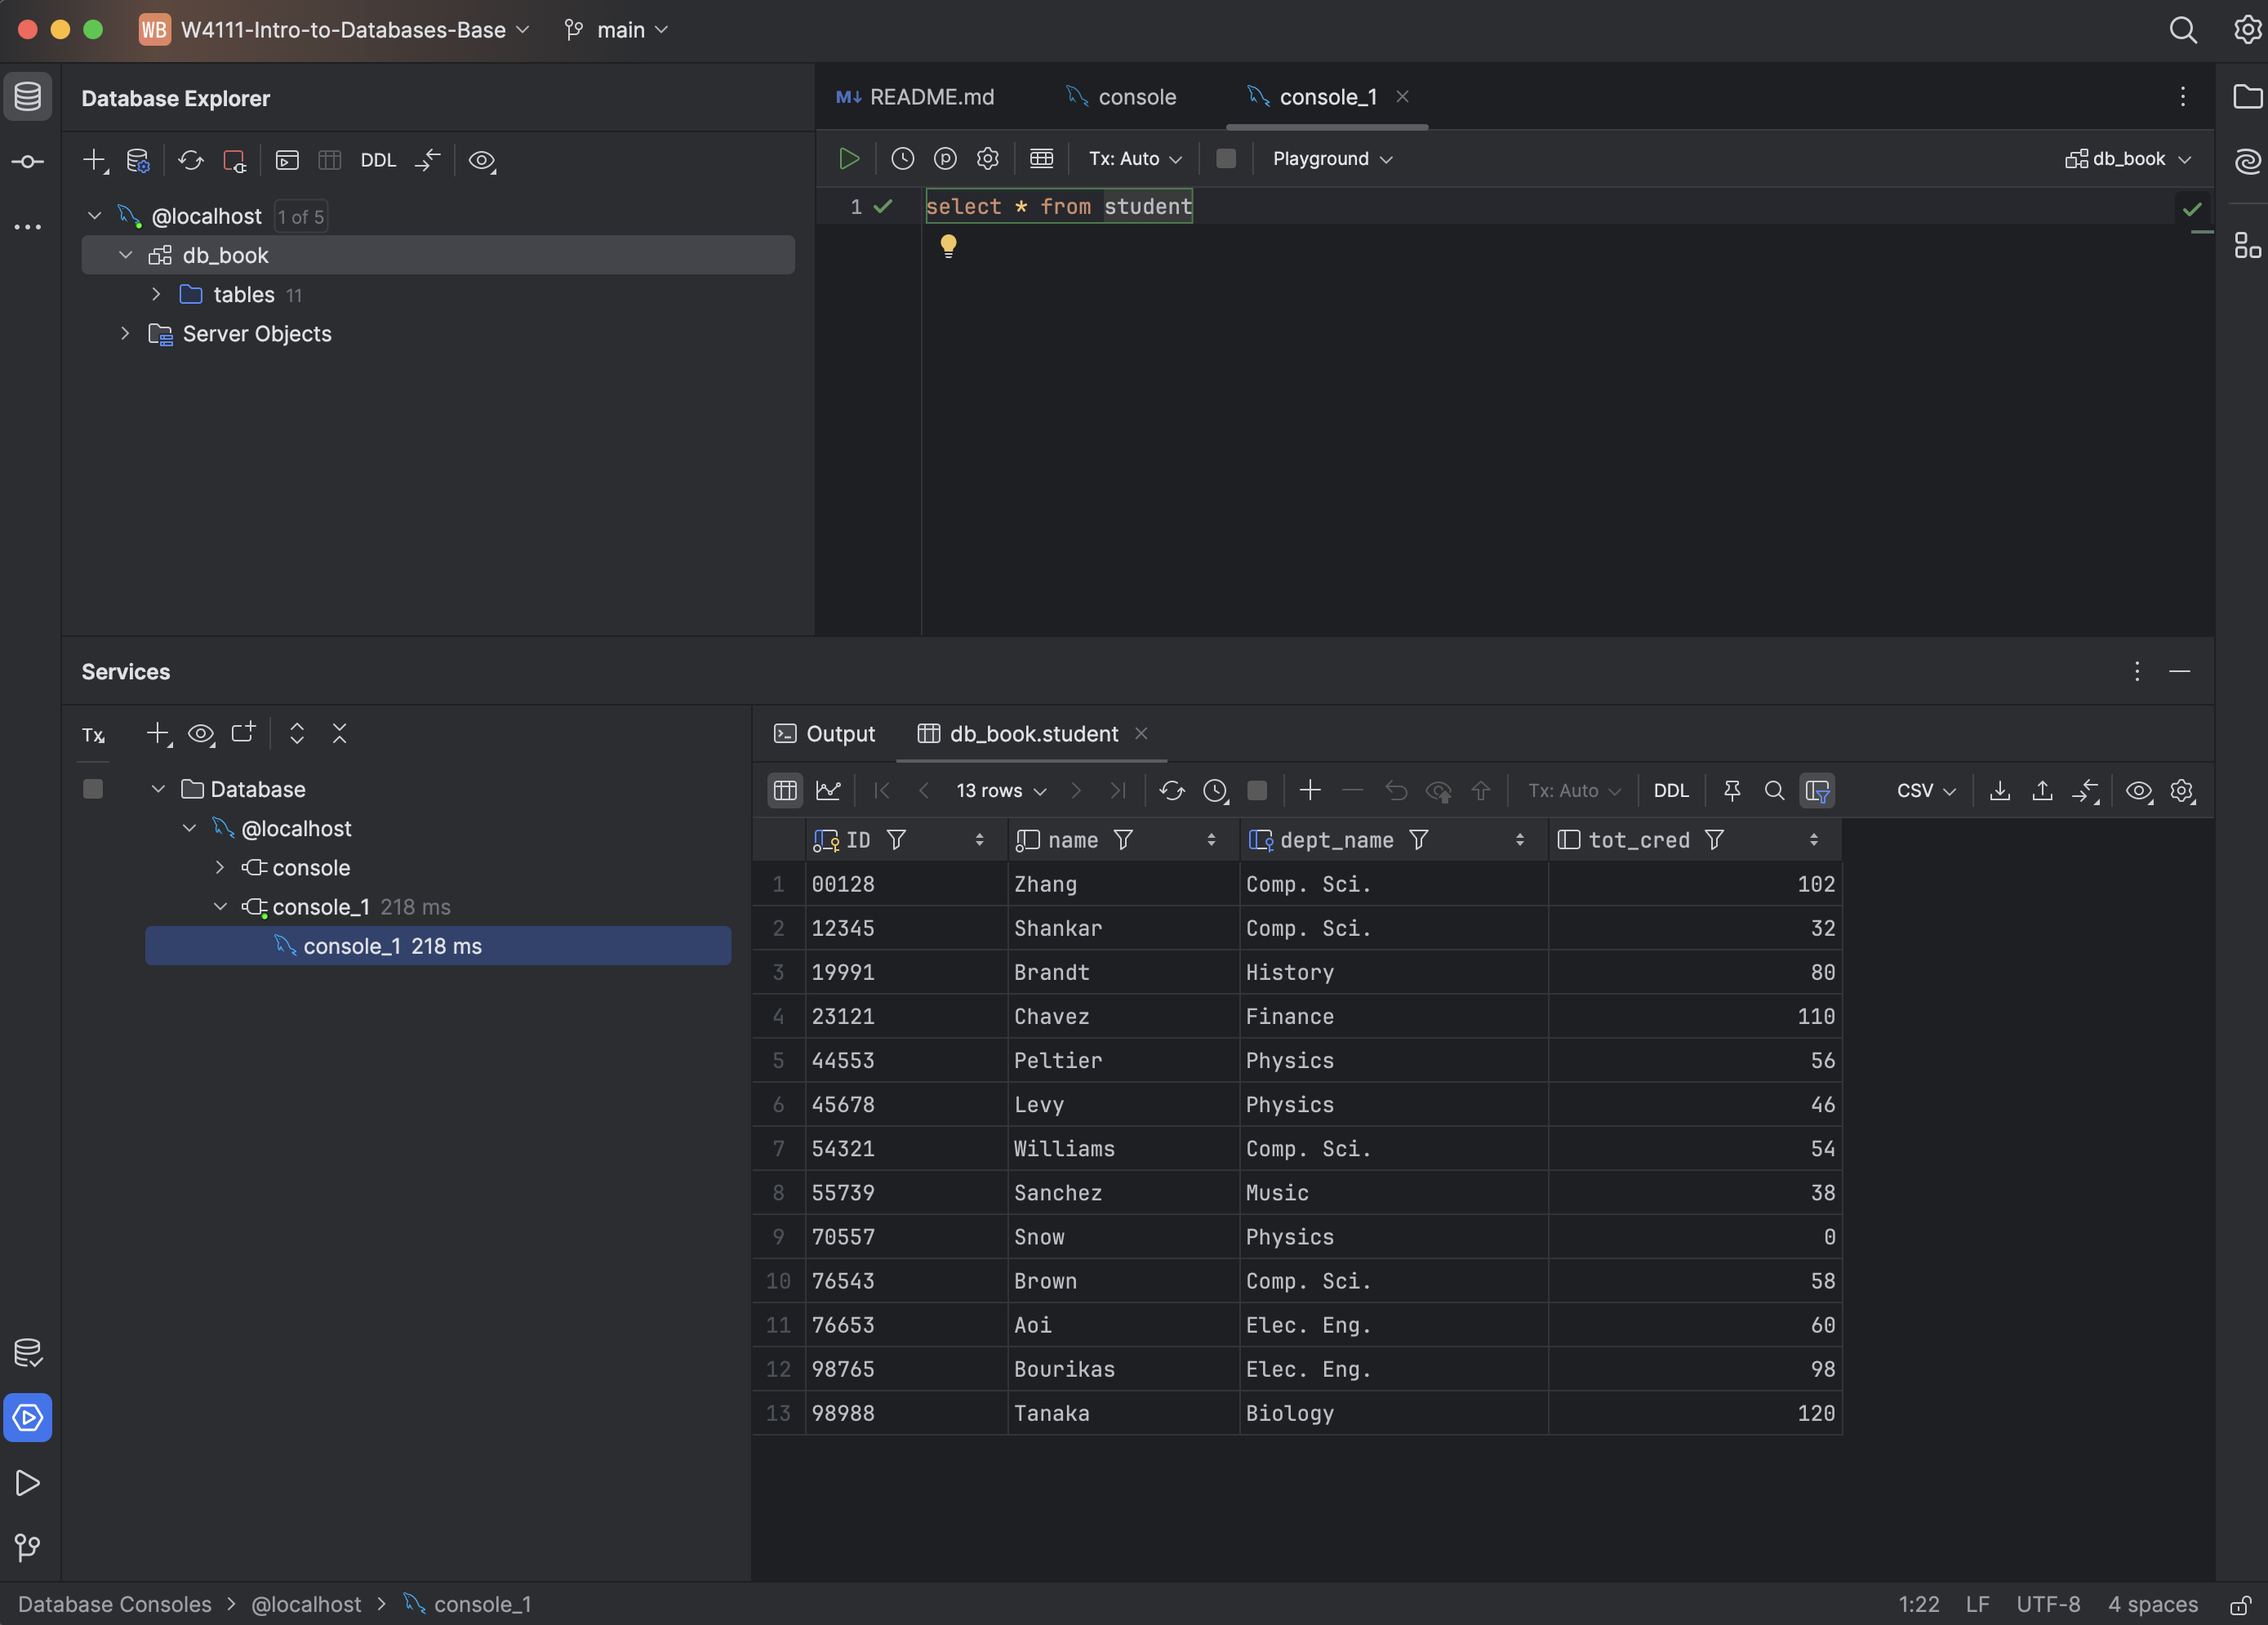 WB W4111-Intro-to-Databases-Base main
Database Explorer
DDL
@localhost 1 of 5
db_book
tables 11
Server Objects
M↓ README.md console console_1
Tx: Auto Playground db_book
1 select * from student
Services
Tx
Database
@localhost
console
console_1 218 ms
console_1 218 ms
Output db_book.student
13 rows Tx: Auto DDL CSV
ID name dept_name tot_cred
1 00128 Zhang Comp. Sci. 102
2 12345 Shankar Comp. Sci. 32
3 19991 Brandt History 80
4 23121 Chavez Finance 110
5 44553 Peltier Physics 56
6 45678 Levy Physics 46
7 54321 Williams Comp. Sci. 54
8 55739 Sanchez Music 38
9 70557 Snow Physics 0
10 76543 Brown Comp. Sci. 58
11 76653 Aoi Elec. Eng. 60
12 98765 Bourikas Elec. Eng. 98
13 98988 Tanaka Biology 120
Database Consoles > @localhost > console_1 1:22 LF UTF-8 4 spaces